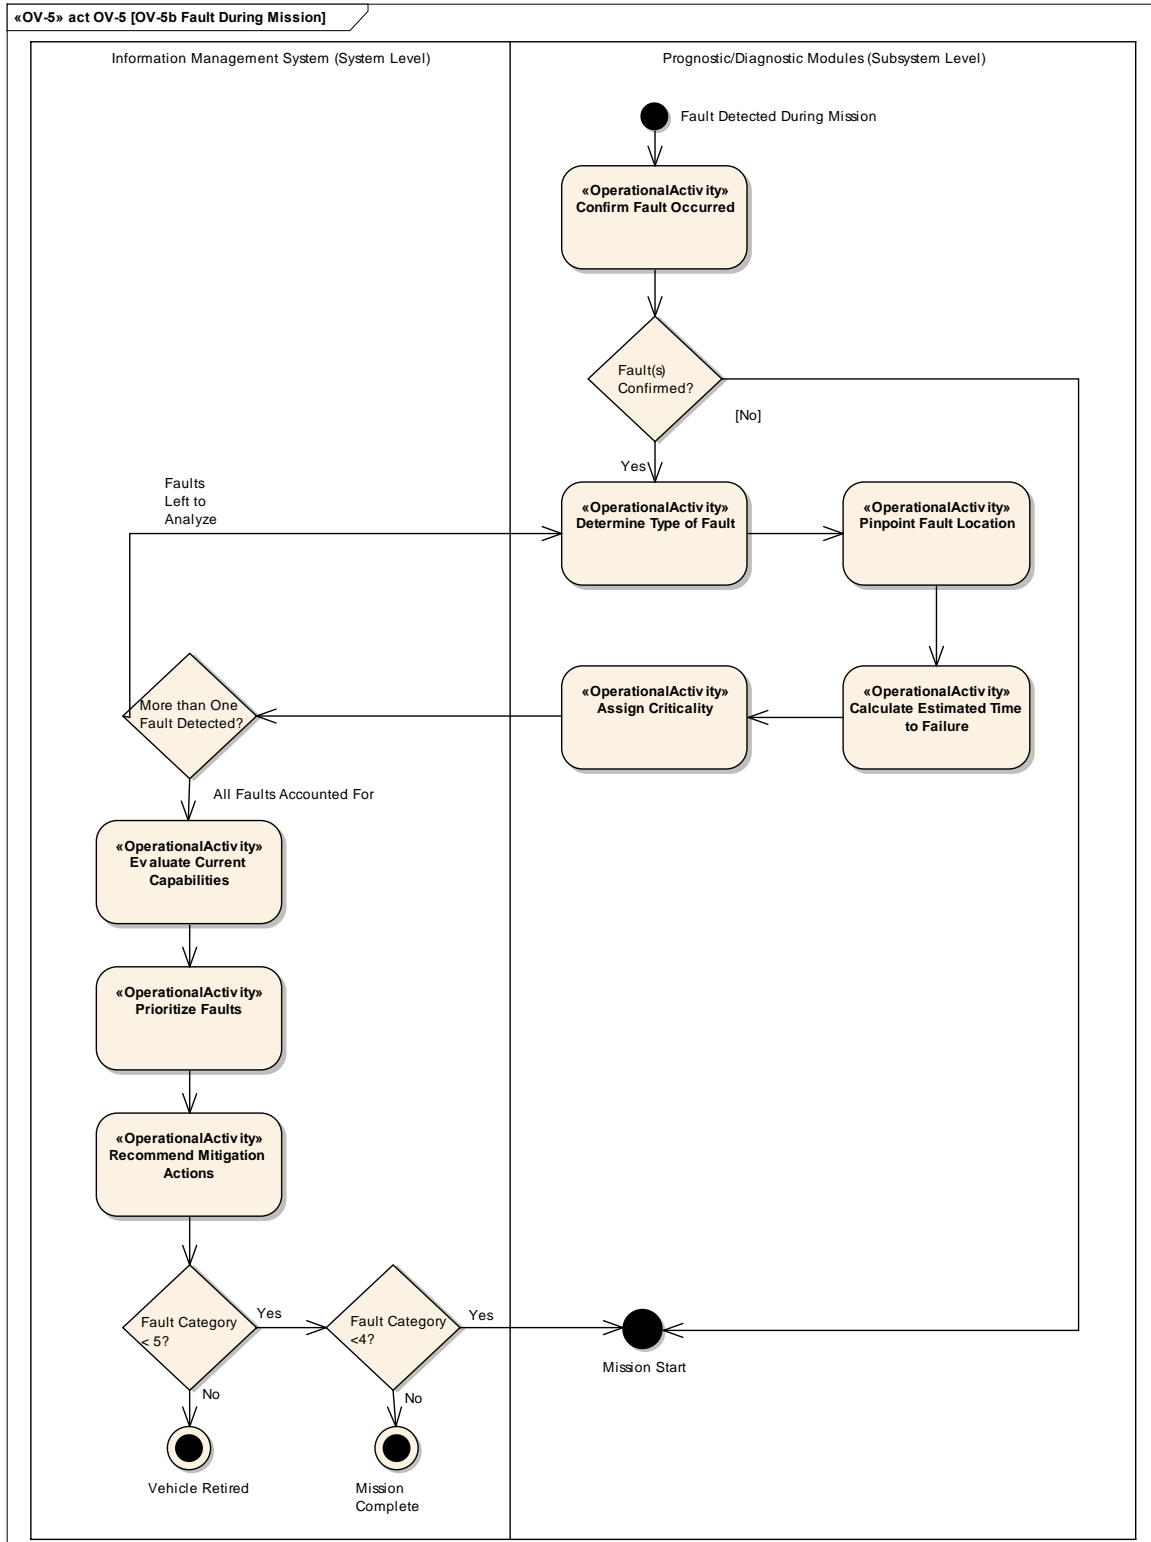 «OV-5» act OV-5 [OV-5b Fault During Mission]
Information Management System (System Level)
Prognostic/Diagnostic Modules (Subsystem Level)
Fault Detected During Mission
«OperationalActivity»
Confirm Fault Occurred
Fault(s)
Confirmed?
[No]
Yes
Faults
Left to
Analyze
«OperationalActivity»
Determine Type of Fault
«OperationalActivity»
Pinpoint Fault Location
More than One
Fault Detected?
«OperationalActivity»
Assign Criticality
«OperationalActivity»
Calculate Estimated Time
to Failure
All Faults Accounted For
«OperationalActivity»
Evaluate Current
Capabilities
«OperationalActivity»
Prioritize Faults
«OperationalActivity»
Recommend Mitigation
Actions
Fault Category
< 5?
Yes
Fault Category
<4?
Yes
Mission Start
No
No
Vehicle Retired
Mission
Complete